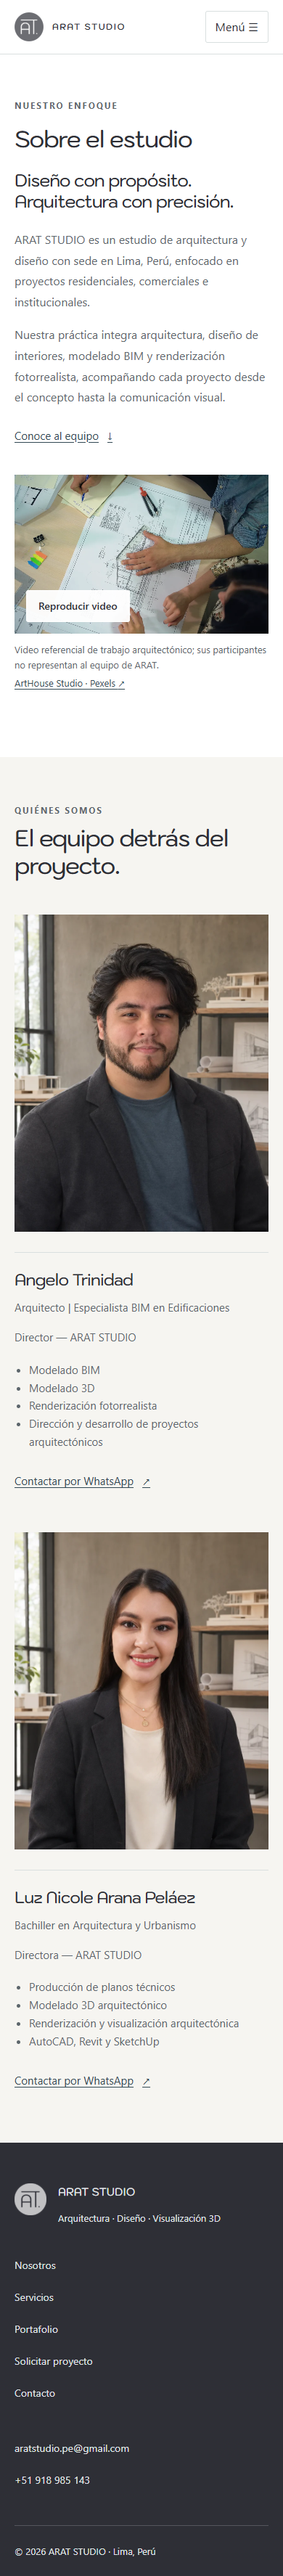 AT.
ARAT STUDIO
Menú ☰
NUESTRO ENFOQUE
Sobre el estudio
Diseño con propósito.
Arquitectura con precisión.
ARAT STUDIO es un estudio de arquitectura y
diseño con sede en Lima, Perú, enfocado en
proyectos residenciales, comerciales e
institucionales.
Nuestra práctica integra arquitectura, diseño de
interiores, modelado BIM y renderización
fotorrealista, acompañando cada proyecto desde
el concepto hasta la comunicación visual.
Conoce al equipo ↓
Reproducir video
Video referencial de trabajo arquitectónico; sus participantes
no representan al equipo de ARAT.
ArtHouse Studio · Pexels ↗
QUIÉNES SOMOS
El equipo detrás del
proyecto.
Angelo Trinidad
Arquitecto | Especialista BIM en Edificaciones
Director — ARAT STUDIO
• Modelado BIM
• Modelado 3D
• Renderización fotorrealista
• Dirección y desarrollo de proyectos
arquitectónicos
Contactar por WhatsApp ↗
Luz Nicole Arana Peláez
Bachiller en Arquitectura y Urbanismo
Directora — ARAT STUDIO
• Producción de planos técnicos
• Modelado 3D arquitectónico
• Renderización y visualización arquitectónica
• AutoCAD, Revit y SketchUp
Contactar por WhatsApp ↗
AT.
ARAT STUDIO
Arquitectura · Diseño · Visualización 3D
Nosotros
Servicios
Portafolio
Solicitar proyecto
Contacto
aratstudio.pe@gmail.com
+51 918 985 143
© 2026 ARAT STUDIO · Lima, Perú